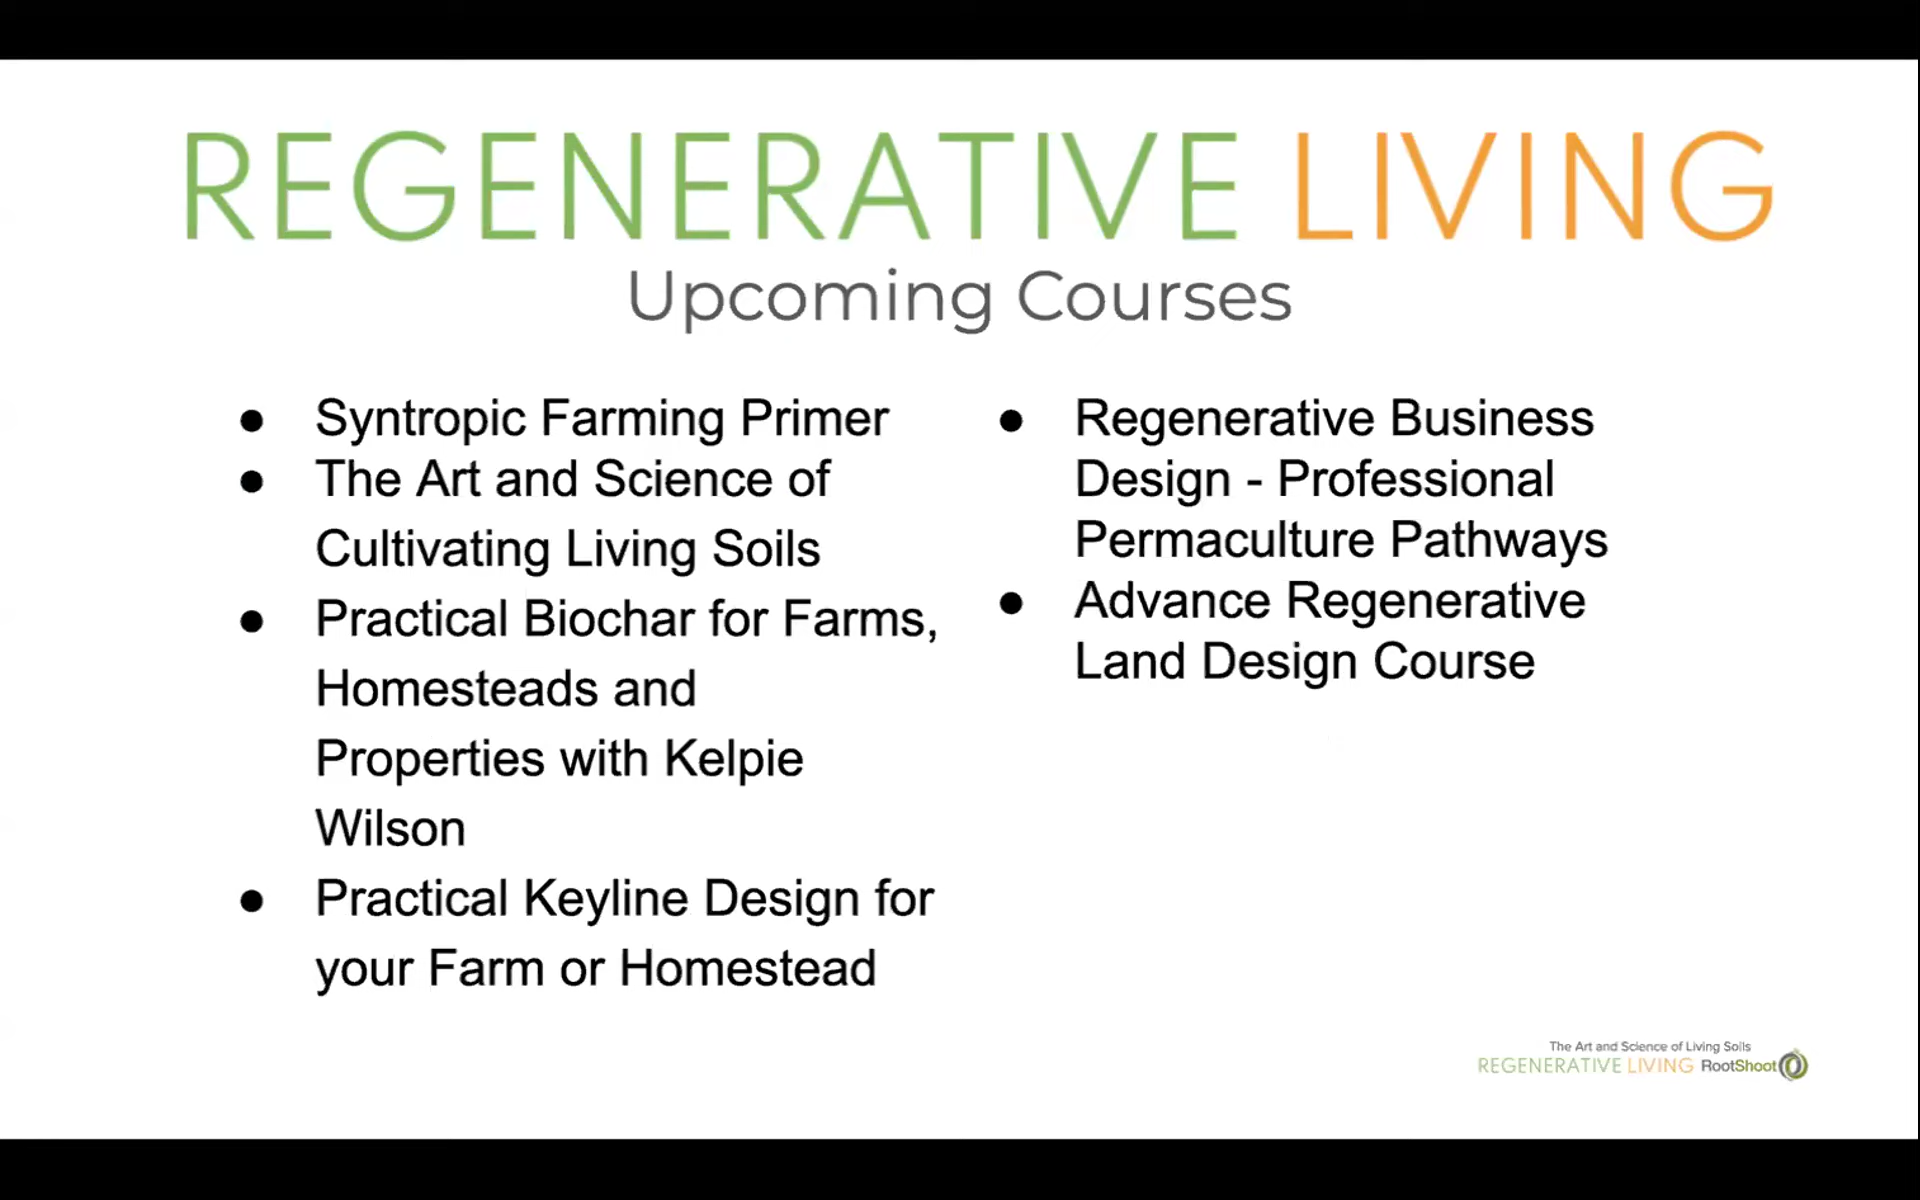 REGENERATIVE LIVING
Upcoming Courses
● Syntropic Farming Primer
● The Art and Science of
Cultivating Living Soils
● Practical Biochar for Farms,
Homesteads and
Properties with Kelpie
Wilson
● Practical Keyline Design for
your Farm or Homestead
● Regenerative Business
Design - Professional
Permaculture Pathways
● Advance Regenerative
Land Design Course
The Art and Science of Living Soils
REGENERATIVE LIVING RootShoot